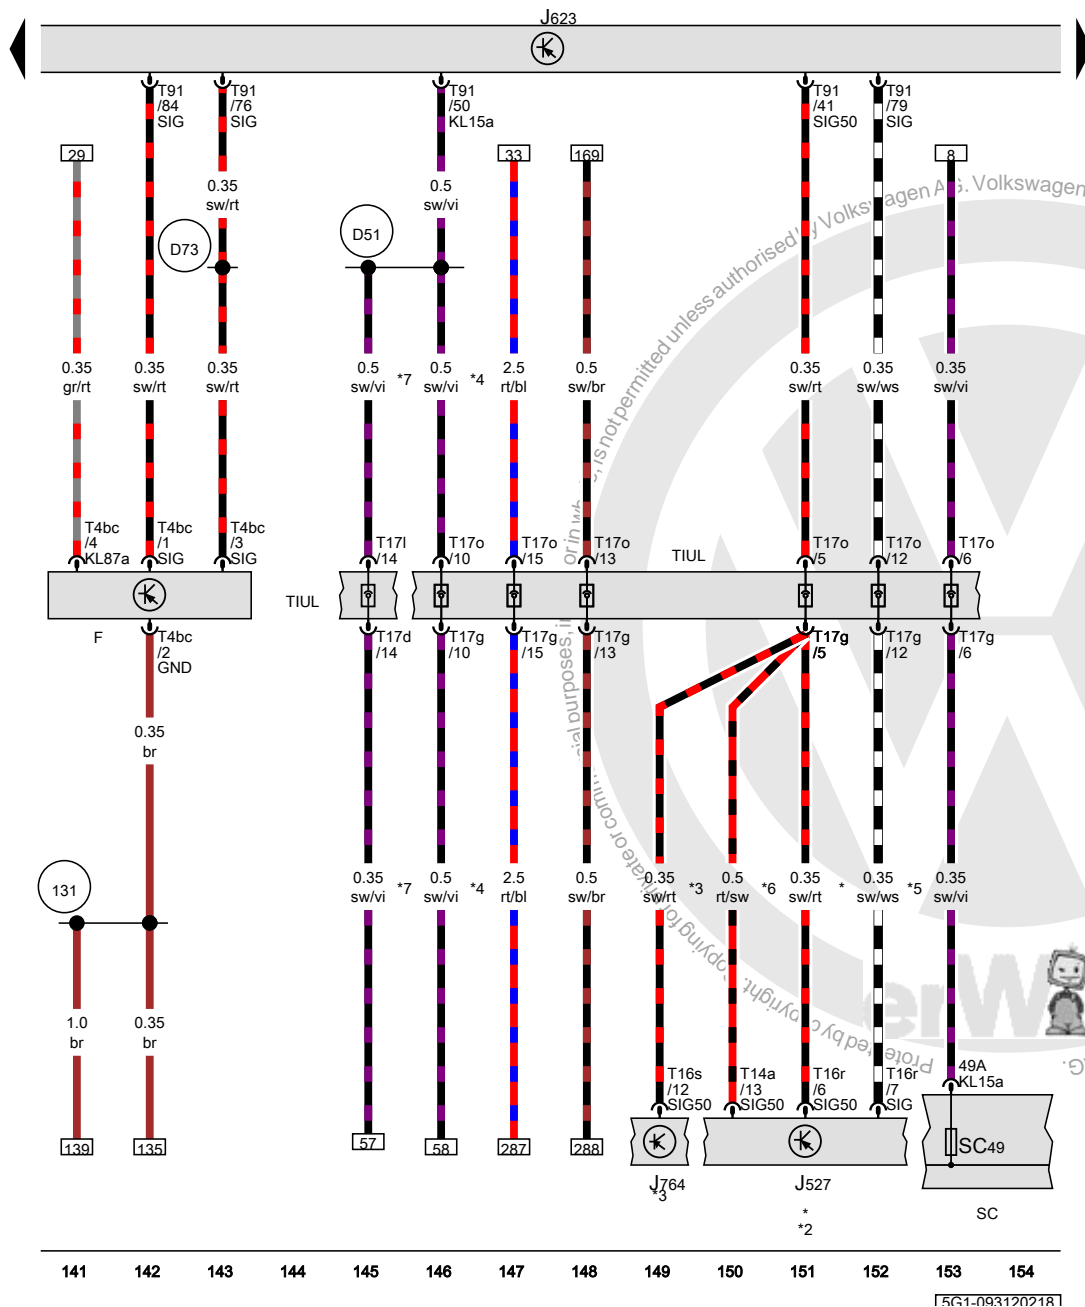 J623
T91 T91 T91 T91 T91
/84 /76 /50 /41 /79
SIG SIG KL15a SIG50 SIG
29 33 169 8
0.35 0.5
sw/rt sw/vi
D73 D51
0.35 0.35 0.35 0.5 *7 0.5 *4 2.5 0.5 0.35 0.35 0.35
gr/rt sw/rt sw/rt sw/vi sw/vi rt/bl sw/br sw/rt sw/ws sw/vi
T4bc T4bc T4bc T17l T17o T17o T17o TIUL T17o T17o T17o
/4 /1 /3 /14 /10 /15 /13 /5 /12 /6
KL87a SIG SIG
TIUL
F T4bc T17d T17g T17g T17g T17g T17g T17g
/2 /14 /10 /15 /13 /5 /12 /6
GND
0.35
br
131
0.35 *7 0.5 *4 2.5 0.5 0.35 *3 0.5 *6 0.35 * 0.35 *5 0.35
sw/vi sw/vi rt/bl sw/br sw/rt rt/sw sw/rt sw/ws sw/vi
1.0 0.35
br br
T16s T14a T16r T16r 49A
/12 /13 /6 /7 KL15a
SIG50 SIG50 SIG50 SIG
139 135 57 58 287 288
SC49
J764 J527 SC
*3 *
*2
141 142 143 144 145 146 147 148 149 150 151 152 153 154
5G1-093120218